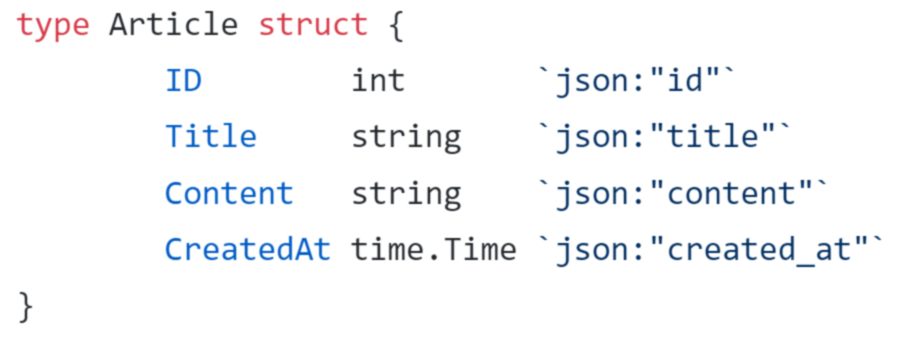 type Article struct {
        ID        int       `json:"id"`
        Title     string    `json:"title"`
        Content   string    `json:"content"`
        CreatedAt time.Time `json:"created_at"`
}